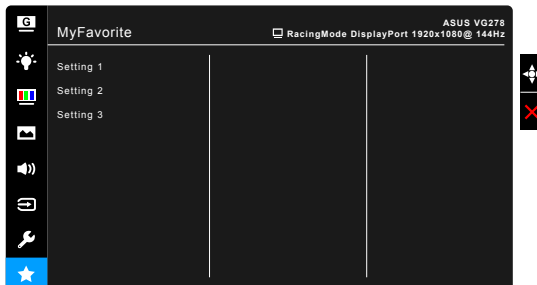 G
ASUS VG278
MyFavorite
RacingMode DisplayPort 1920x1080@ 144Hz
Setting 1
Setting 2
Setting 3